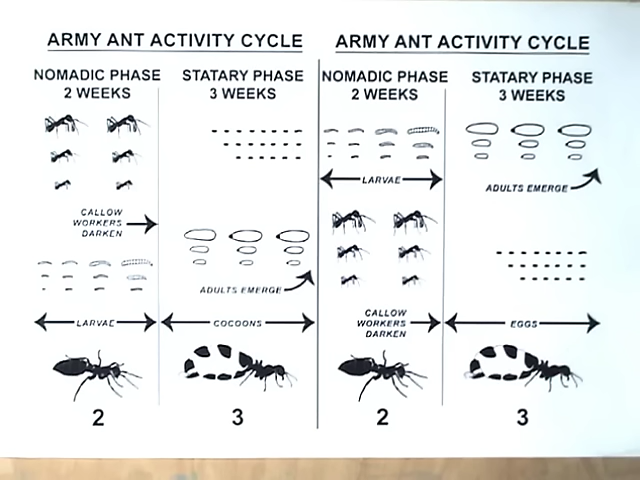 ARMY ANT ACTIVITY CYCLE
NOMADIC PHASE
2 WEEKS
STATARY PHASE
3 WEEKS
CALLOW
WORKERS
DARKEN
ADULTS EMERGE
LARVAE
COCOONS
2
3
ARMY ANT ACTIVITY CYCLE
NOMADIC PHASE
2 WEEKS
STATARY PHASE
3 WEEKS
LARVAE
ADULTS EMERGE
CALLOW
WORKERS
DARKEN
EGGS
2
3